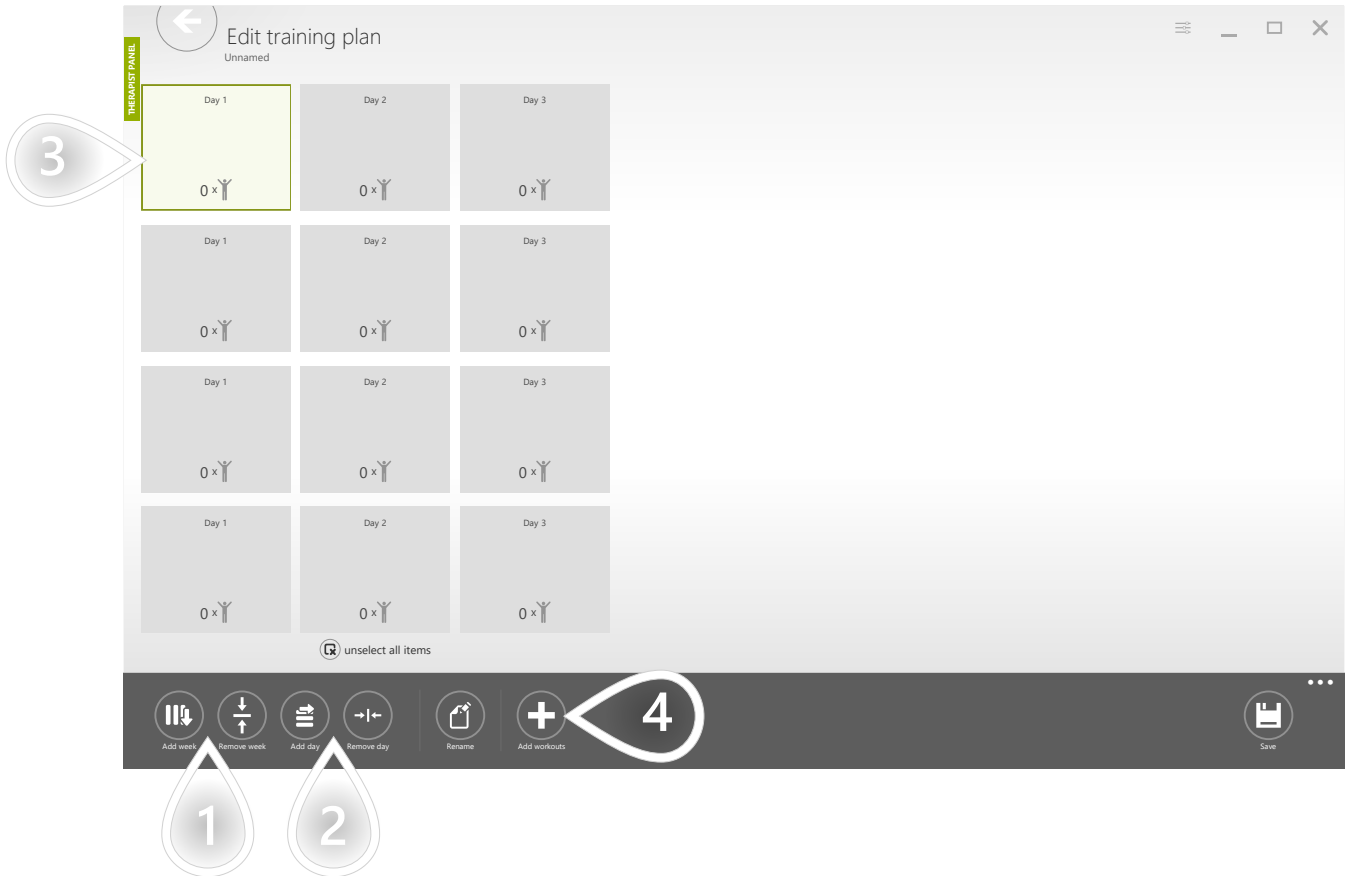 Edit training plan
Unnamed
THERAPIST PANEL
Day 1
Day 2
Day 3
0 x
0 x
0 x
3
Day 1
Day 2
Day 3
0 x
0 x
0 x
Day 1
Day 2
Day 3
0 x
0 x
0 x
Day 1
Day 2
Day 3
0 x
0 x
0 x
unselect all items
4
Add week
Remove week
Add day
Remove day
Rename
Add workouts
Save
1
2